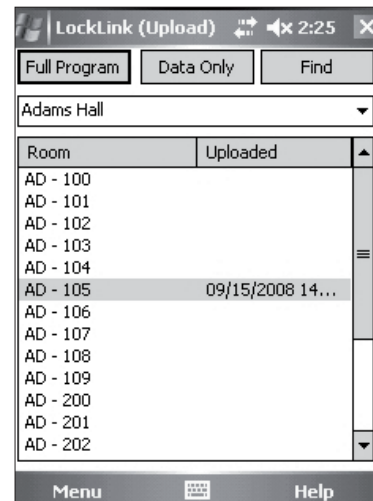 LockLink (Upload) 2:25
Full Program Data Only Find
Adams Hall
Room Uploaded
AD - 100
AD - 101
AD - 102
AD - 103
AD - 104
AD - 105 09/15/2008 14...
AD - 106
AD - 107
AD - 108
AD - 109
AD - 200
AD - 201
AD - 202
Menu Help